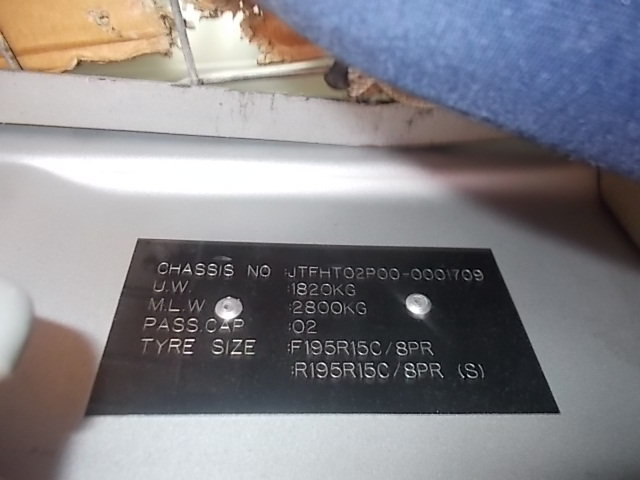 CHASSIS NO :JTFHT02P00-0001709
U.W. :1820KG
M.L.W :2800KG
PASS.CAP :02
TYRE SIZE :F195R15C/8PR
:R195R15C/8PR (S)